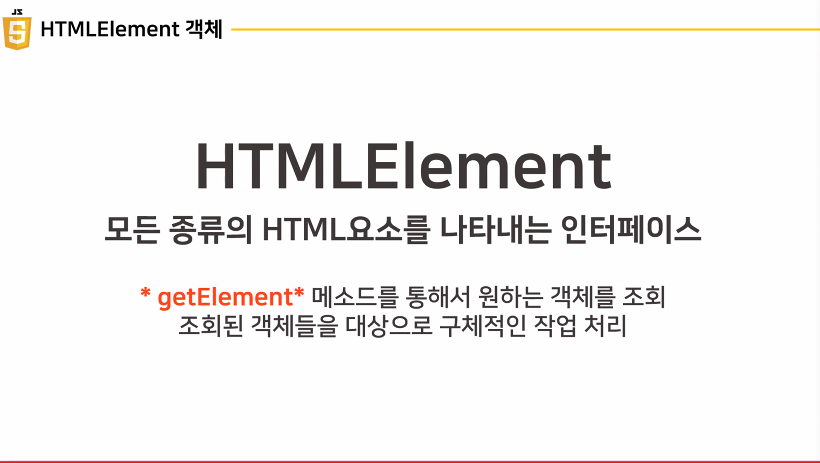 JS
HTMLElement 객체
HTMLElement
모든 종류의 HTML요소를 나타내는 인터페이스
* getElement* 메소드를 통해서 원하는 객체를 조회
조회된 객체들을 대상으로 구체적인 작업 처리